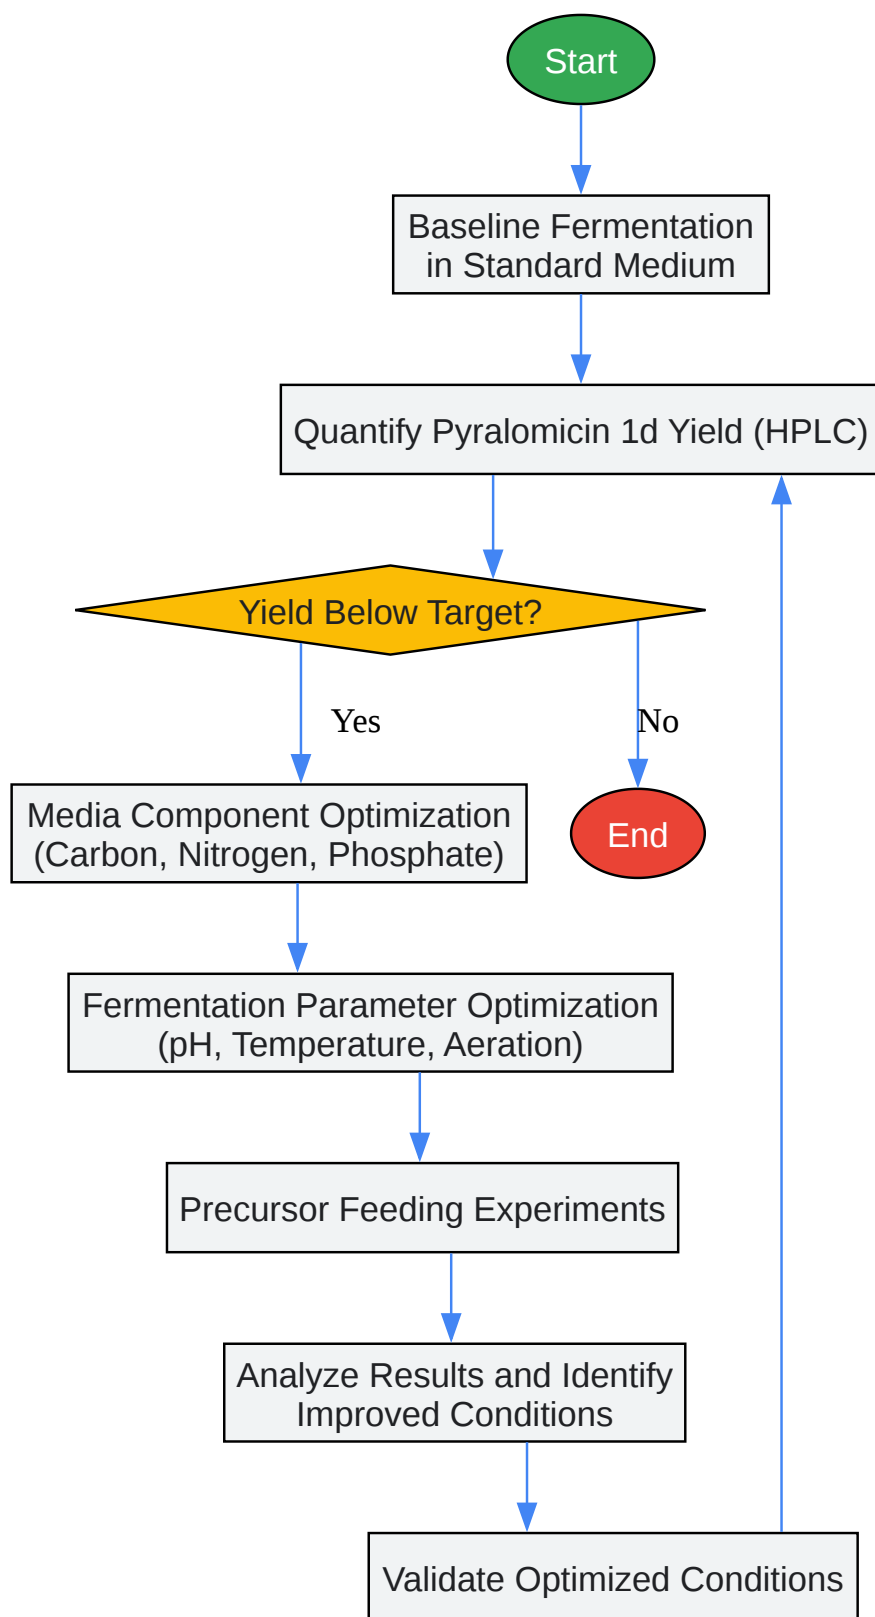 Start
Baseline Fermentation
in Standard Medium
Quantify Pyralomicin 1d Yield (HPLC)
Yield Below Target?
Yes
No
Media Component Optimization
(Carbon, Nitrogen, Phosphate)
End
Fermentation Parameter Optimization
(pH, Temperature, Aeration)
Precursor Feeding Experiments
Analyze Results and Identify
Improved Conditions
Validate Optimized Conditions